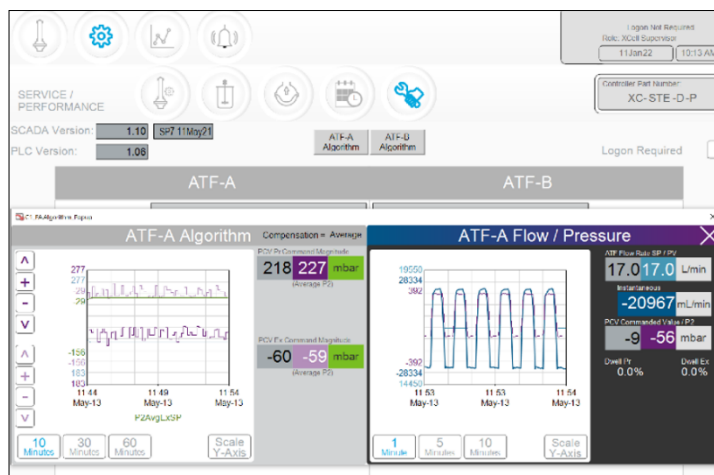 Logon Not Required
Role: XCell Supervisor
11Jan22
10:13 AM
SERVICE /
PERFORMANCE
Controller Part Number:
XC-STE-D-P
SCADA Version:
1.10
SP7 11May21
PLC Version:
1.06
ATF-A
Algorithm
ATF-B
Algorithm
Logon Required
ATF-A
ATF-B
ATF-A Algorithm
Compensation = Average
PCV Pr Command Magnitude
218
227
mbar
(Average P2)
PCV Ex Command Magnitude
-60
-59
mbar
(Average P2)
277
277
29
29
-156
-156
183
183
11:44
May-13
11:49
May-13
11:54
May-13
P2AvgExSP
10
Minutes
30
Minutes
60
Minutes
Scale
Y-Axis
ATF-A Flow / Pressure
19550
28334
392
-392
-28334
14450
11:53
May-13
11:53
May-13
11:54
May-13
ATF Flow Rate SP / PV
17.0
17.0
L/min
Instantaneous
-20967
mL/min
PCV Commanded Value / P2
-9
-56
mbar
Dwell Pr
0.0%
Dwell Ex
0.0%
1
Minute
5
Minutes
10
Minutes
Scale
Y-Axis